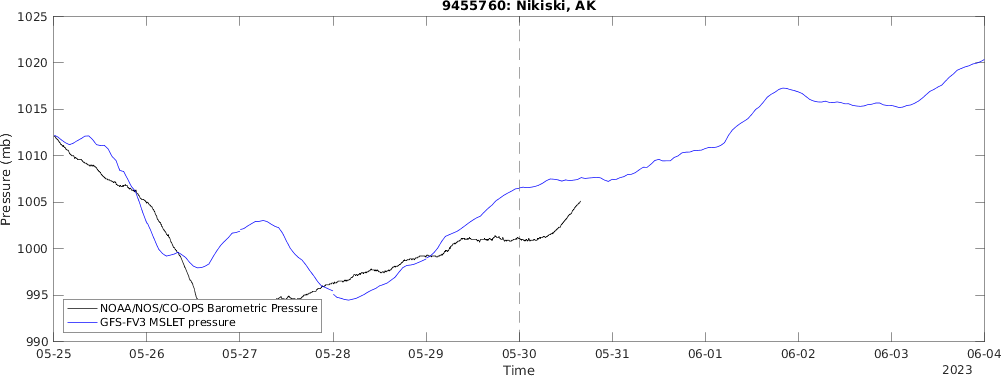 9455760: Nikiski, AK
1025
1020
1015
1010
1005
1000
995
990
Pressure (mb)
NOAA/NOS/CO-OPS Barometric Pressure
GFS-FV3 MSLET pressure
05-25 05-26 05-27 05-28 05-29 05-30 05-31 06-01 06-02 06-03 06-04
Time
2023